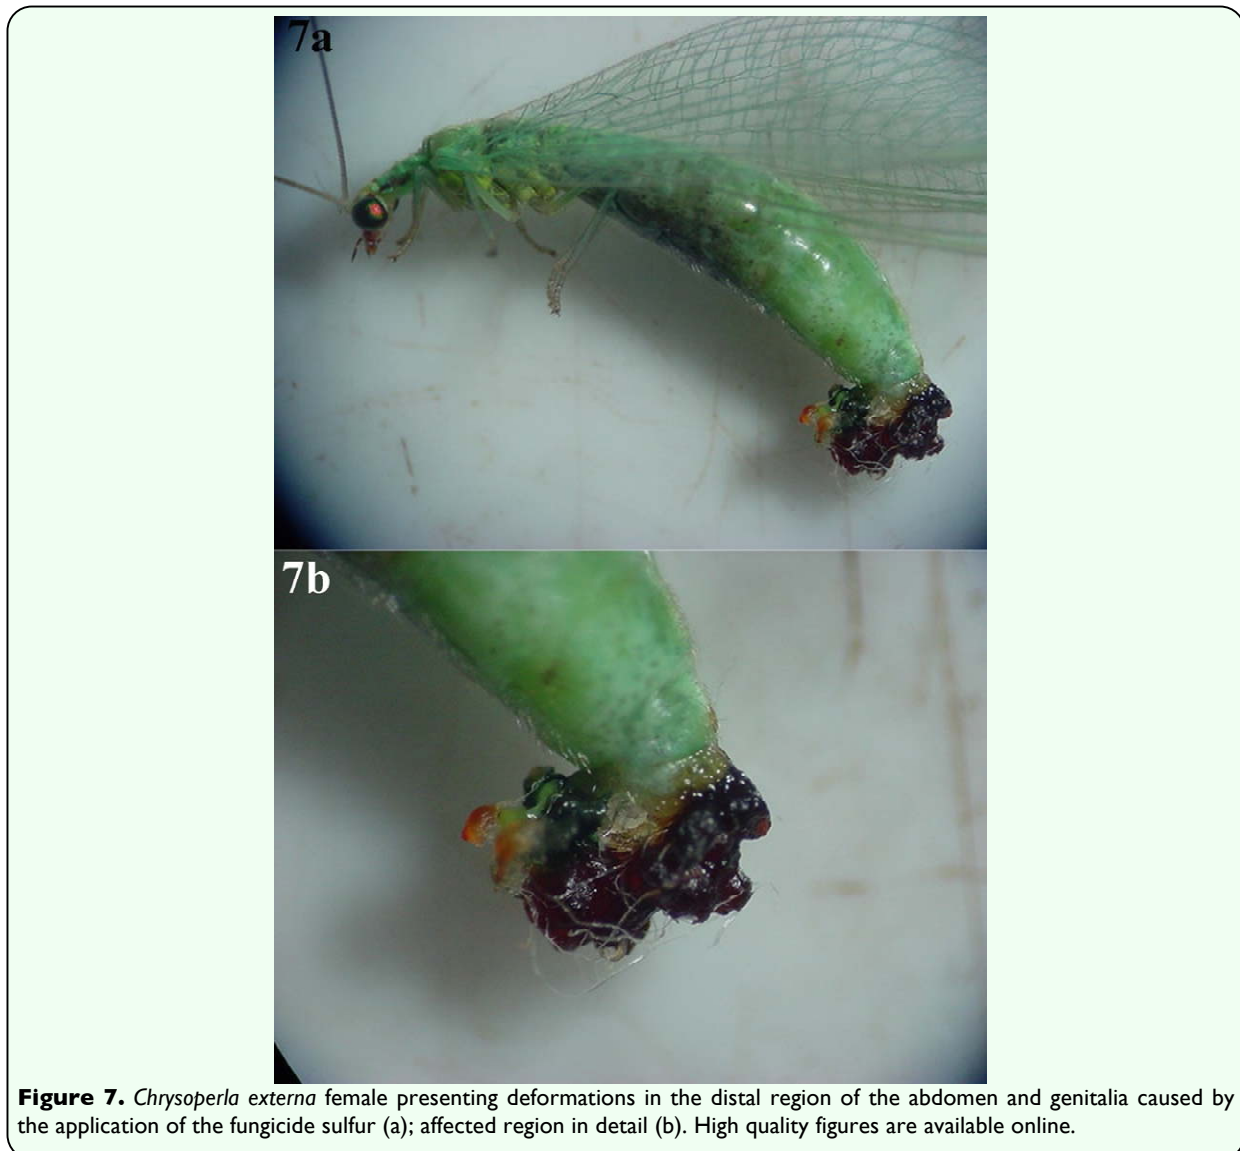 7a
7b
Figure 7. Chrysoperla externa female presenting deformations in the distal region of the abdomen and genitalia caused by
the application of the fungicide sulfur (a); affected region in detail (b). High quality figures are available online.